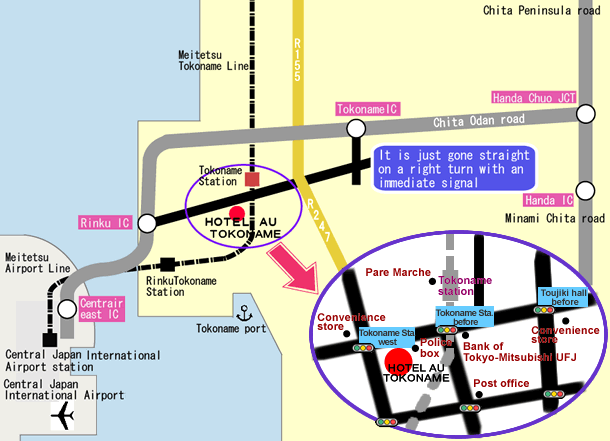 Chita Peninsula road
R155
Meitetsu
Tokoname Line
Handa Chuo JCT
Tokoname IC
Chita Odan road
It is just gone straight
on a right turn with an
immediate signal
Tokoname
Station
Handa IC
R247
Rinku IC
HOTEL AU
TOKONAME
Minami Chita road
Meitetsu
Airport Line
RinkuTokoname
Station
Centrair
east IC
Tokoname port
Central Japan International
Airport station
Airport
Central Japan
International Airport
Pare Marche
Tokoname
station
Toujiki hall
before
Convenience
store
Tokoname Sta.
before
Tokoname Sta.
west
Convenience
store
Police
box
Bank of
Tokyo-Mitsubishi UFJ
HOTEL AU
TOKONAME
Post office